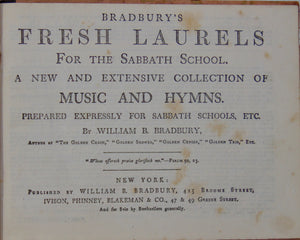 BRADBURY'S
FRESH LAURELS
FOR THE SABBATH SCHOOL.
A NEW AND EXTENSIVE COLLECTION OF
MUSIC AND HYMNS.
PREPARED EXPRESSLY FOR SABBATH SCHOOLS, ETC.
BY WILLIAM B. BRADBURY,
AUTHOR OF "THE GOLDEN CHAIN," "GOLDEN SHOWER," "GOLDEN CENSER," "GOLDEN TRIO," ETC.
"Whoso offereth praise glorifieth me."—PSALM 50, 23.
NEW YORK:
PUBLISHED BY WILLIAM B. BRADBURY, 425 BROOME STREET,
IVISON, PHINNEY, BLAKEMAN & CO., 47 & 49 GREENE STREET.
And for Sale by Booksellers generally.